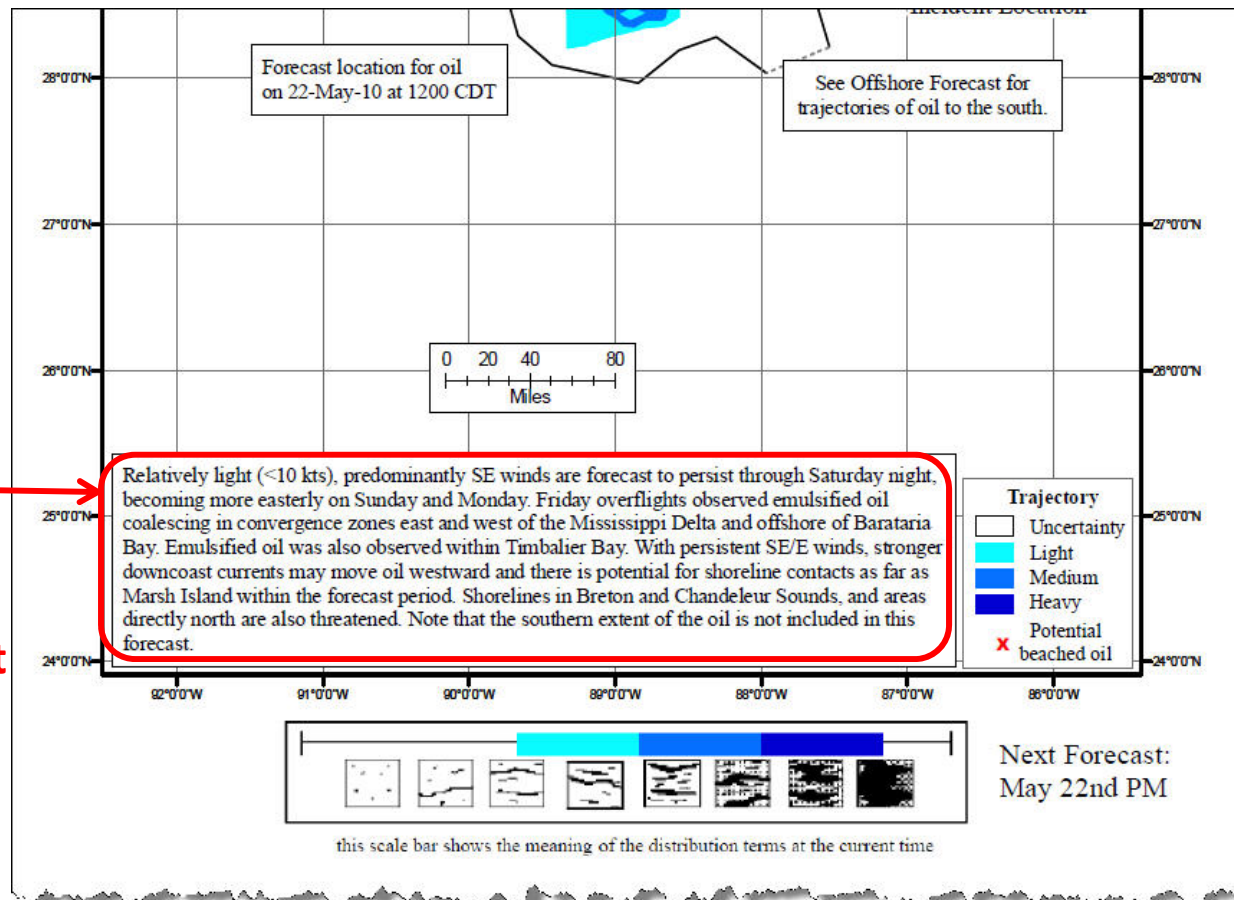 Incident Location
Forecast location for oil
on 22-May-10 at 1200 CDT
28°0'0"N
28°0'0"N
See Offshore Forecast for
trajectories of oil to the south.
27°0'0"N
27°0'0"N
0 20 40 80
Miles
26°0'0"N
26°0'0"N
Relatively light (<10 kts), predominantly SE winds are forecast to persist through Saturday night,
becoming more easterly on Sunday and Monday. Friday overflights observed emulsified oil
coalescing in convergence zones east and west of the Mississippi Delta and offshore of Barataria
Bay. Emulsified oil was also observed within Timbalier Bay. With persistent SE/E winds, stronger
downcoast currents may move oil westward and there is potential for shoreline contacts as far as
Marsh Island within the forecast period. Shorelines in Breton and Chandeleur Sounds, and areas
directly north are also threatened. Note that the southern extent of the oil is not included in this
forecast.
Trajectory
Uncertainty
Light
Medium
Heavy
x Potential
beached oil
25°0'0"N
25°0'0"N
t
24°0'0"N
24°0'0"N
92°0'0"W 91°0'0"W 90°0'0"W 89°0'0"W 88°0'0"W 87°0'0"W 86°0'0"W
Next Forecast:
May 22nd PM
this scale bar shows the meaning of the distribution terms at the current time